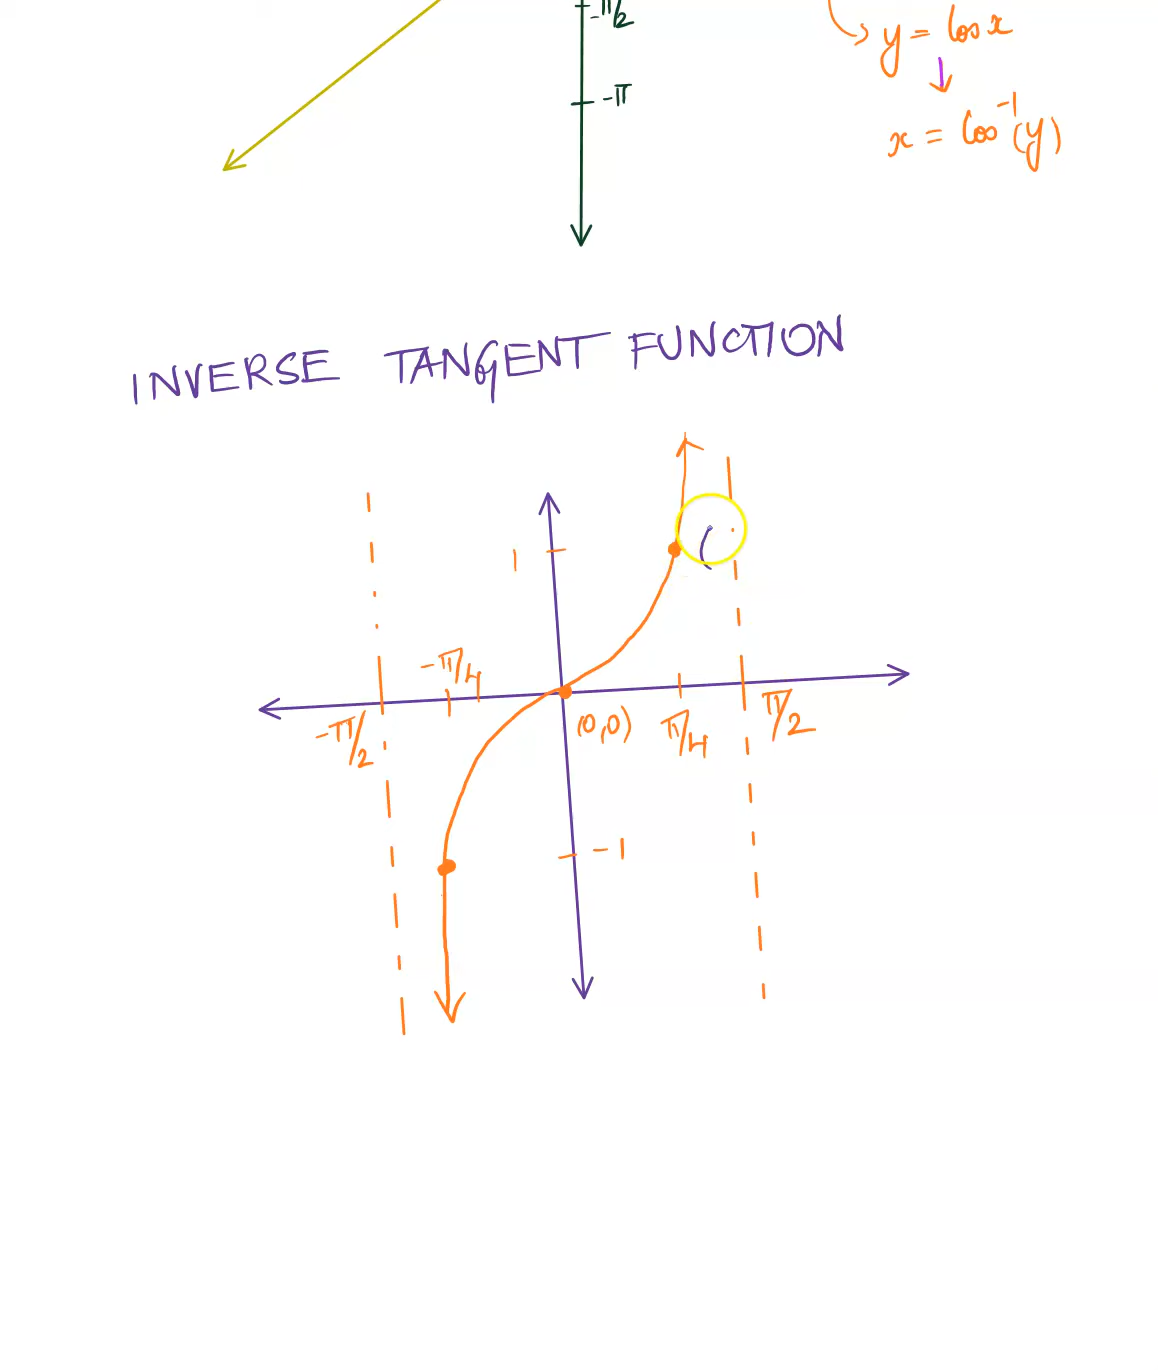 -π/2
y = cos x
-π
x = cos⁻¹(y)
INVERSE TANGENT FUNCTION
(
1
-π/4
-π/2
(0,0)
π/4
π/2
-1